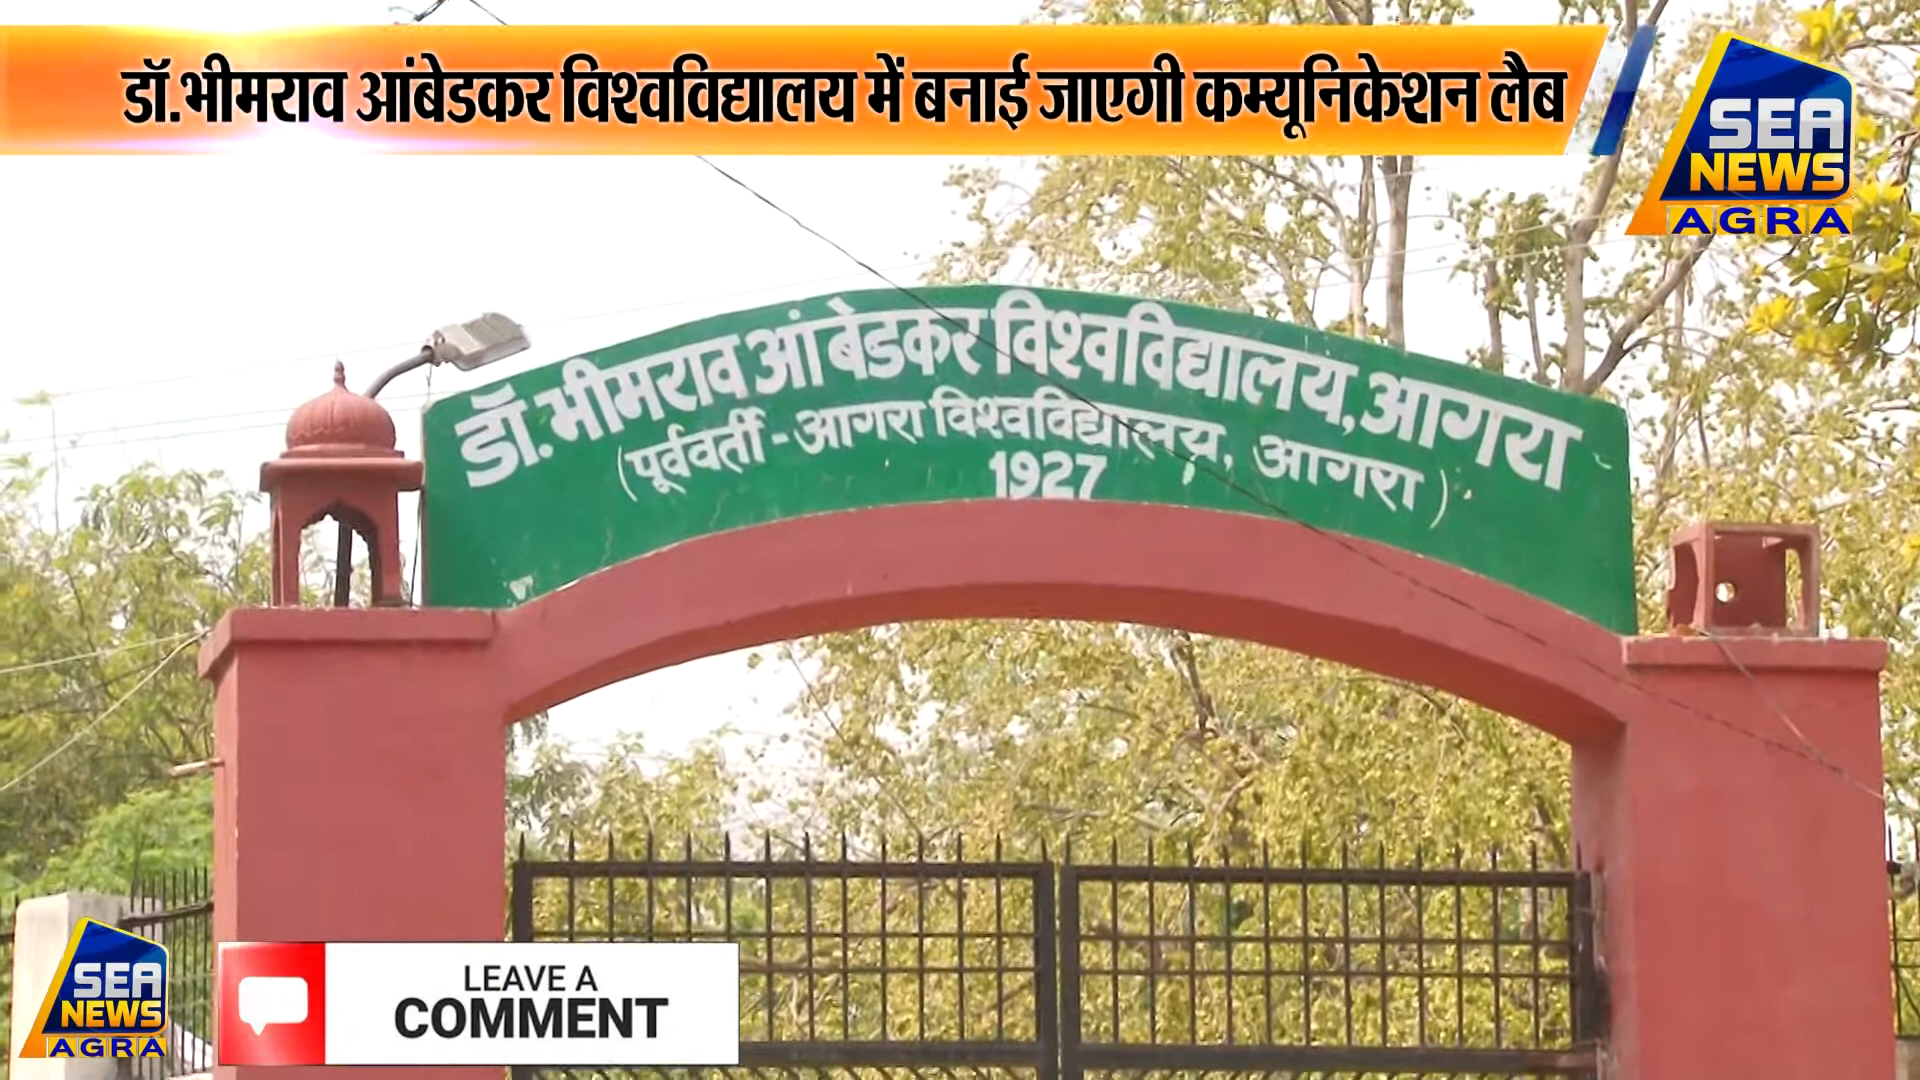 डॉ.भीमराव आंबेडकर विश्वविद्यालय में बनाई जाएगी कम्यूनिकेशन लैब
SEA
NEWS
AGRA
डॉ.भीमराव आंबेडकर विश्वविद्यालय, आगरा
(पूर्ववर्ती - आगरा विश्वविद्यालय, आगरा)
1927
SEA
NEWS
AGRA
LEAVE A
COMMENT